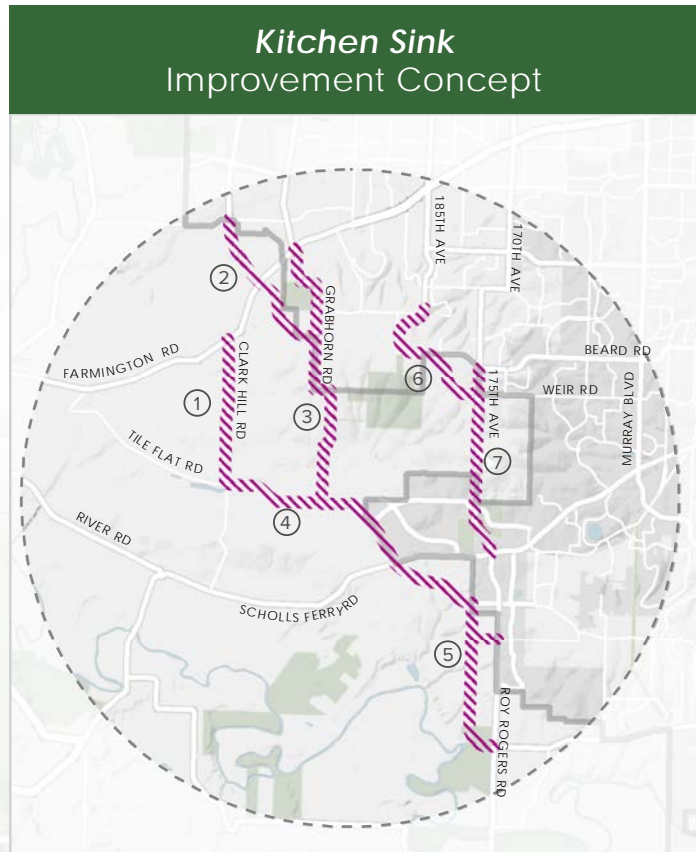 Kitchen Sink
Improvement Concept
185TH AVE
170TH AVE
2
GRABHORN RD
FARMINGTON RD
CLARK HILL RD
BEARD RD
6
175TH AVE
WEIR RD
MURRAY BLVD
1
3
TILE FLAT RD
7
4
RIVER RD
SCHOLLS FERRY RD
5
ROY ROGERS RD